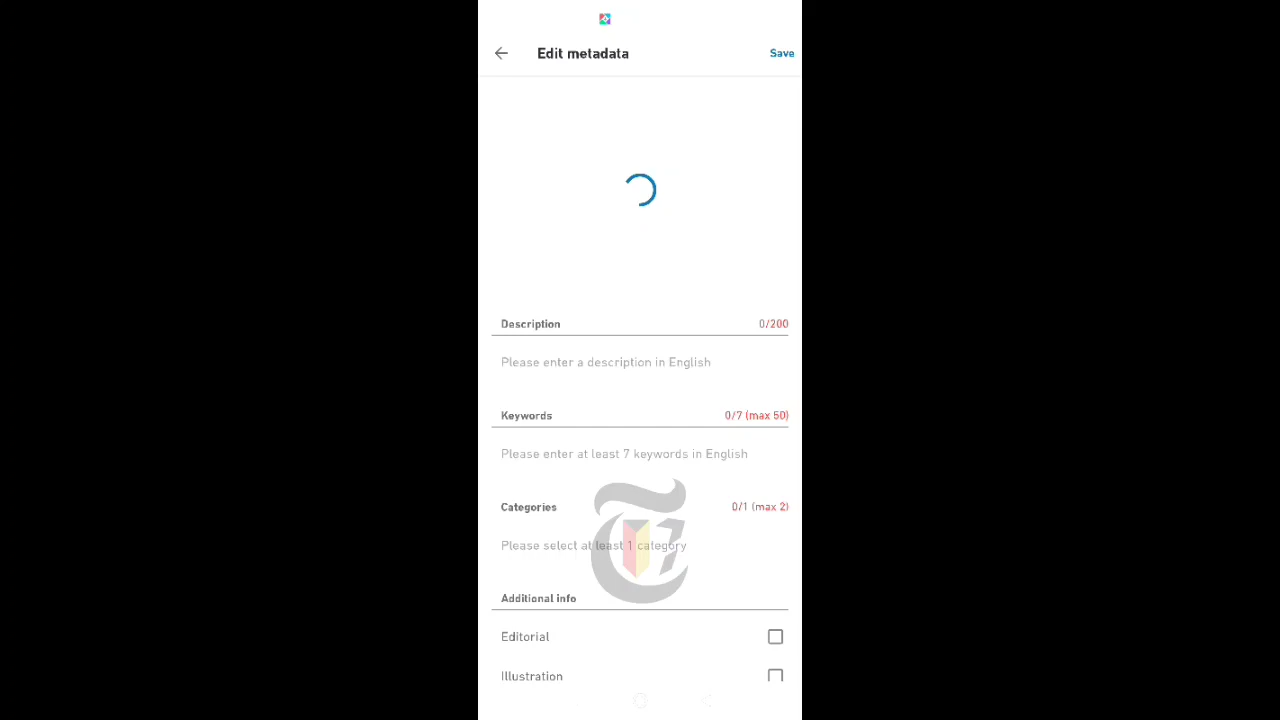 Edit metadata
Save
Description 0/200
Please enter a description in English
Keywords 0/7 (max 50)
Please enter at least 7 keywords in English
Categories 0/1 (max 2)
Please select at least 1 category
Additional info
Editorial
Illustration